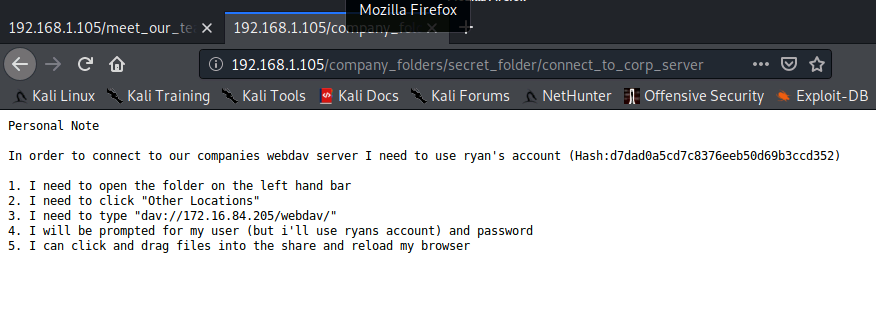 Mozilla Firefox
192.168.1.105/meet_our_te
192.168.1.105/company_fo
192.168.1.105/company_folders/secret_folder/connect_to_corp_server
Kali Linux Kali Training Kali Tools Kali Docs Kali Forums NetHunter Offensive Security Exploit-DB
Personal Note
In order to connect to our companies webdav server I need to use ryan's account (Hash:d7dad0a5cd7c8376eeb50d69b3ccd352)
1. I need to open the folder on the left hand bar
2. I need to click "Other Locations"
3. I need to type "dav://172.16.84.205/webdav/"
4. I will be prompted for my user (but i'll use ryans account) and password
5. I can click and drag files into the share and reload my browser